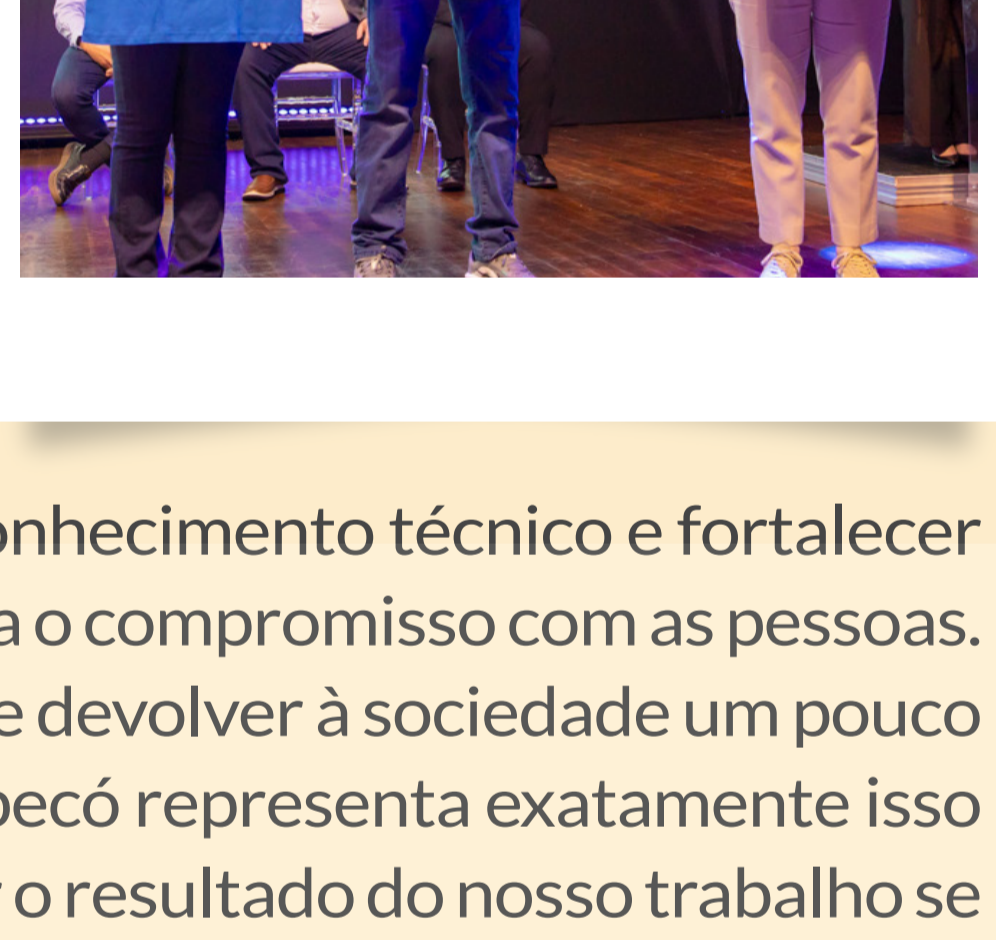 onhecimento técnico e fortalecer
a o compromisso com as pessoas.
e devolver à sociedade um pouco
pecó representa exatamente isso
o resultado do nosso trabalho se